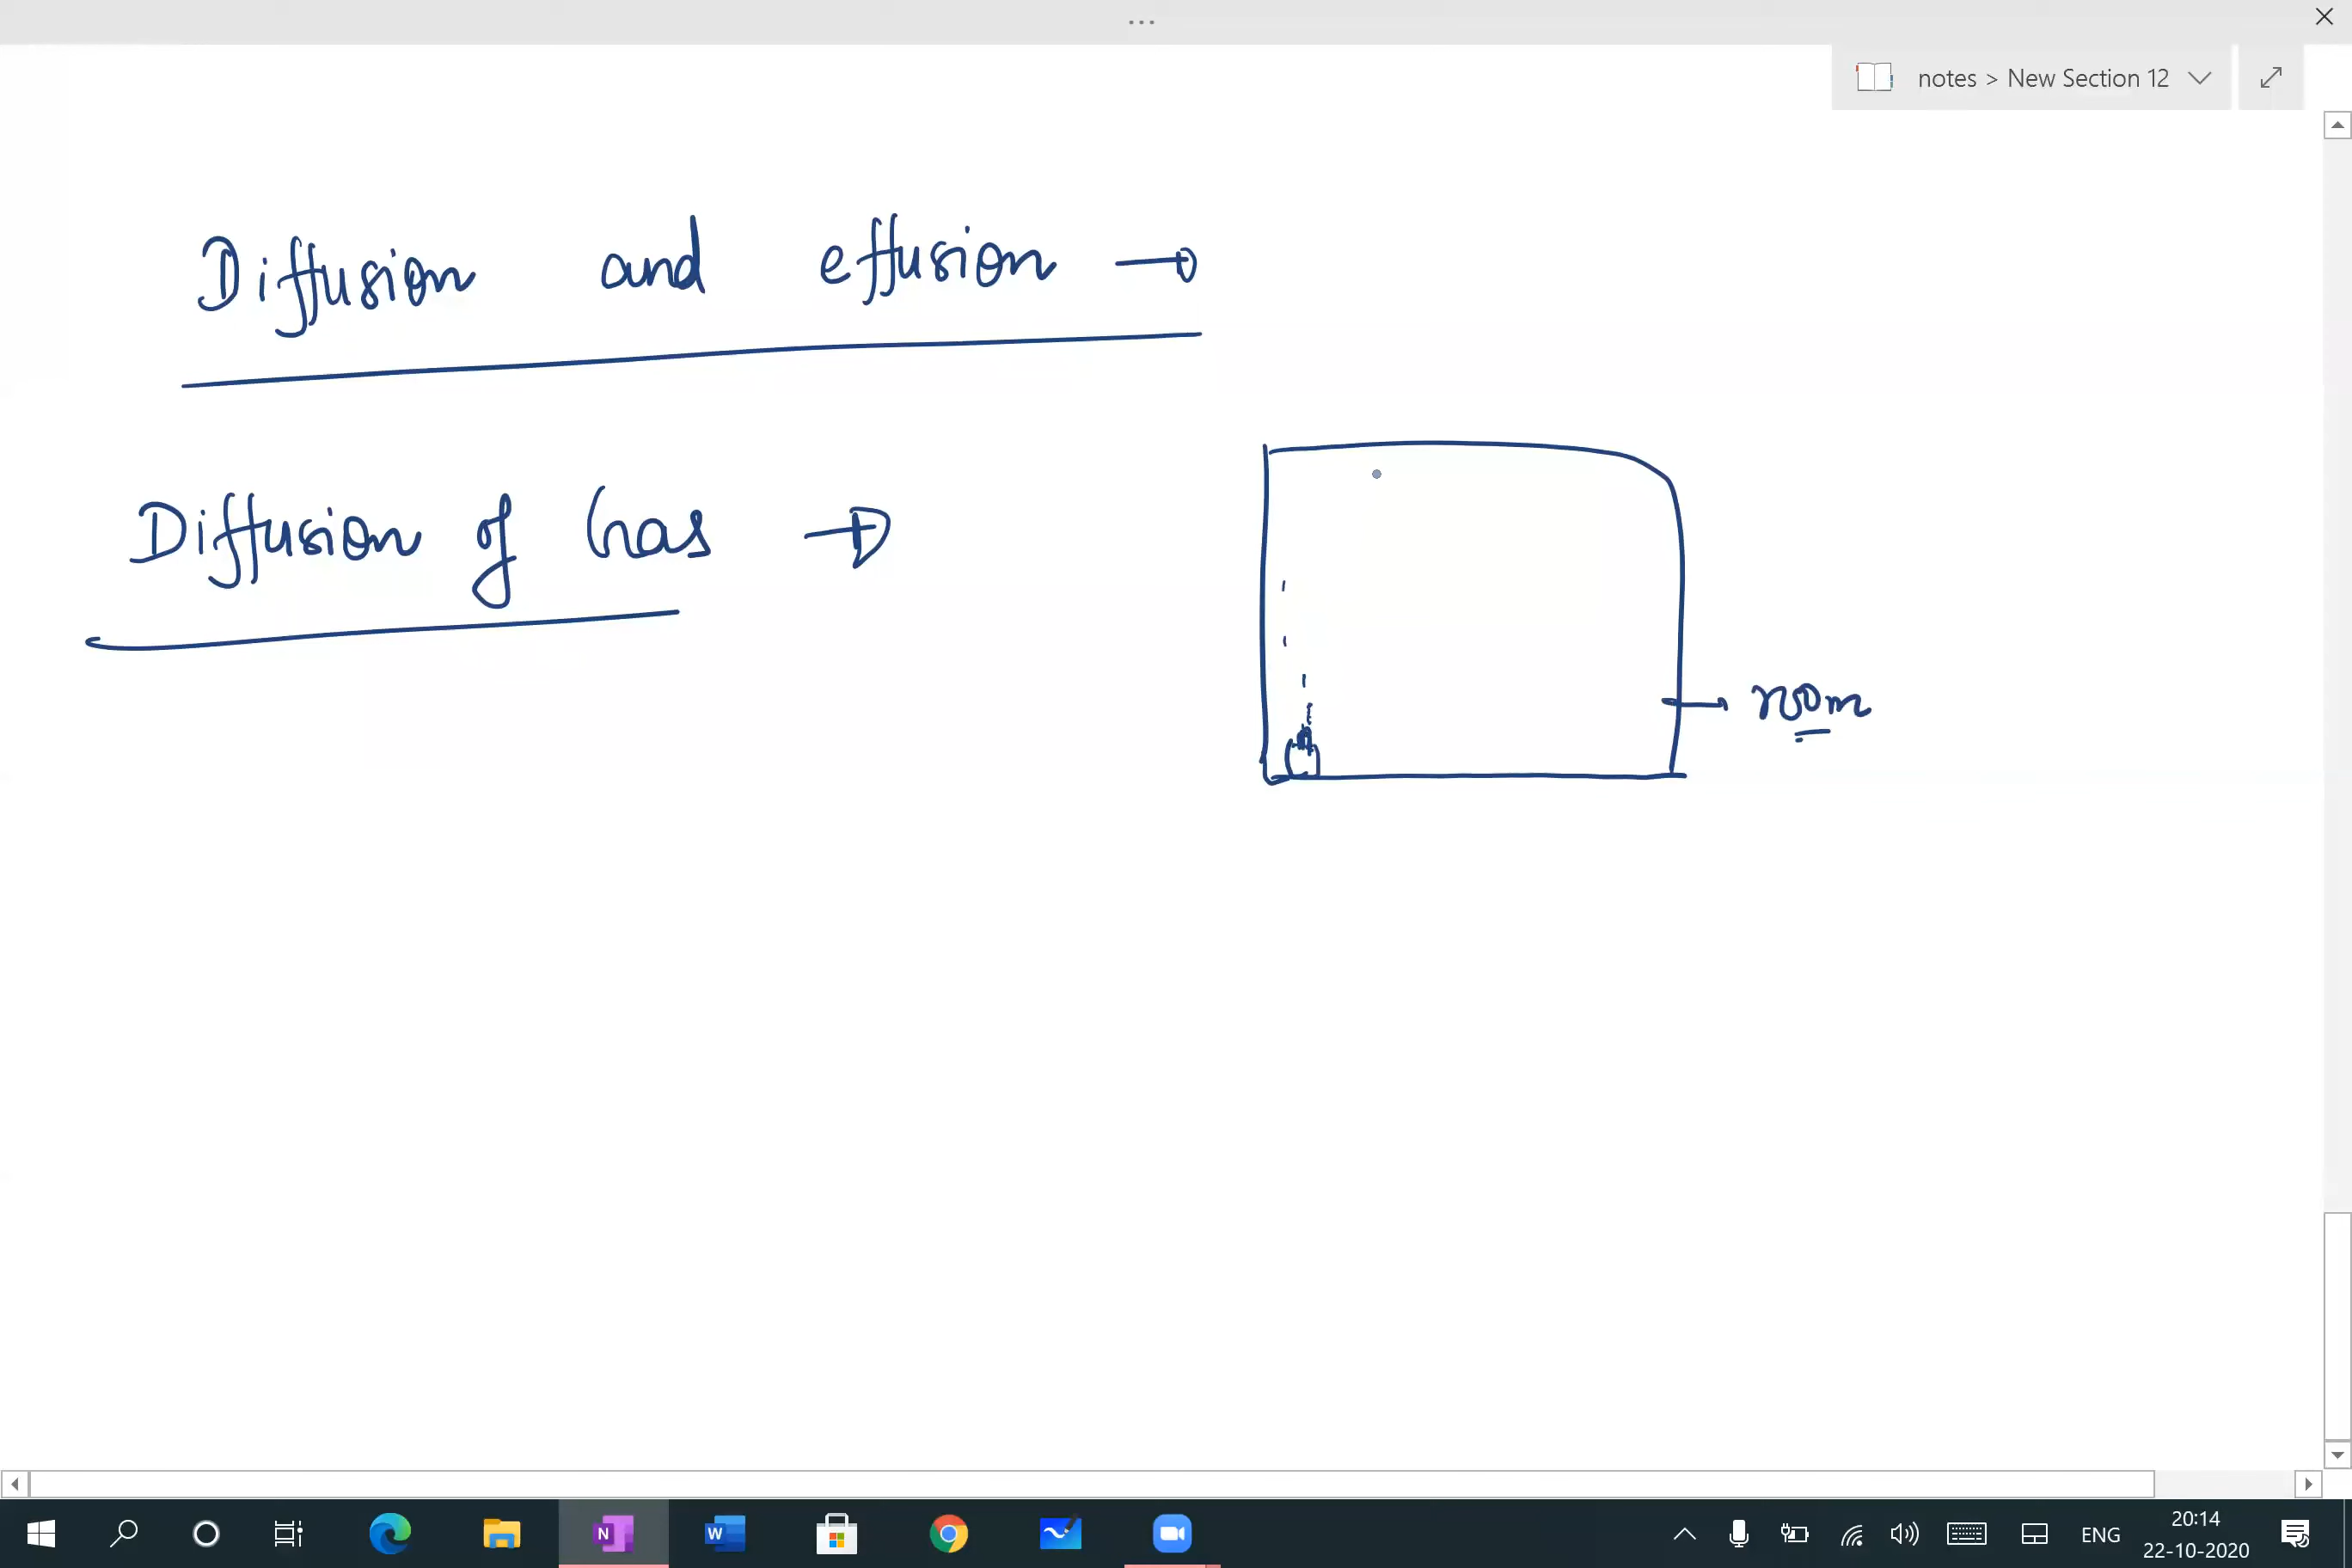 notes > New Section 12
Diffusion and effusion →
Diffusion of Gas →
→ room
ENG
20:14
22-10-2020